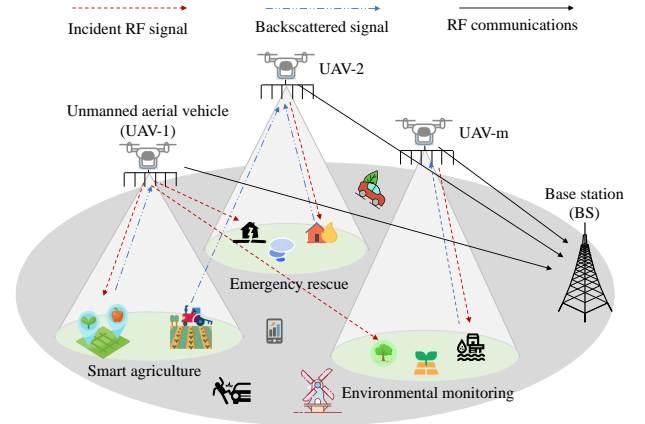 Incident RF signal
Backscattered signal
RF communications
UAV-2
Unmanned aerial vehicle
(UAV-1)
UAV-m
Base station
(BS)
Emergency rescue
Smart agriculture
Environmental monitoring